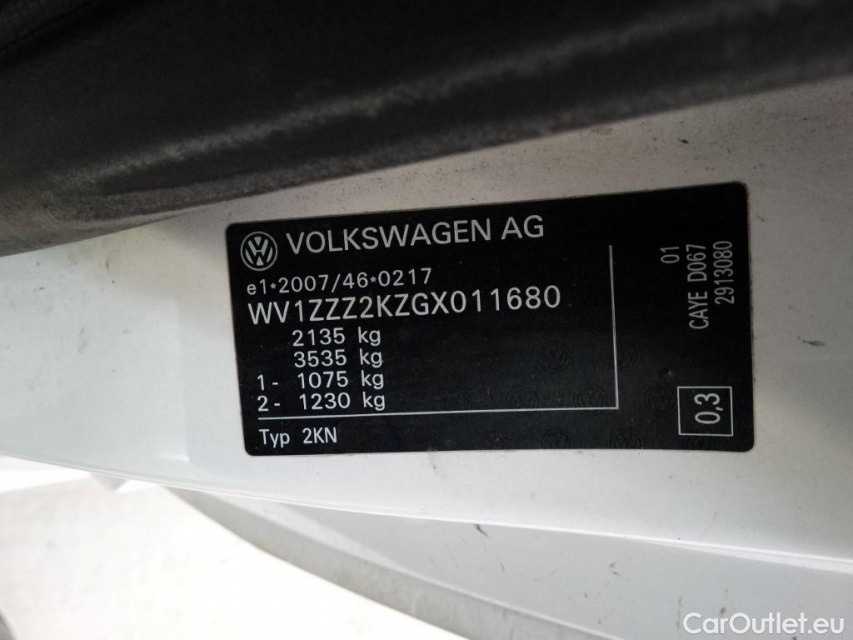 VOLKSWAGEN AG
e1*2007/46*0217
WV1ZZZ2KZGX011680
2135 kg
3535 kg
1- 1075 kg
2- 1230 kg
Typ 2KN
01
CAYE D067
2913080
0,3
CarOutlet.eu